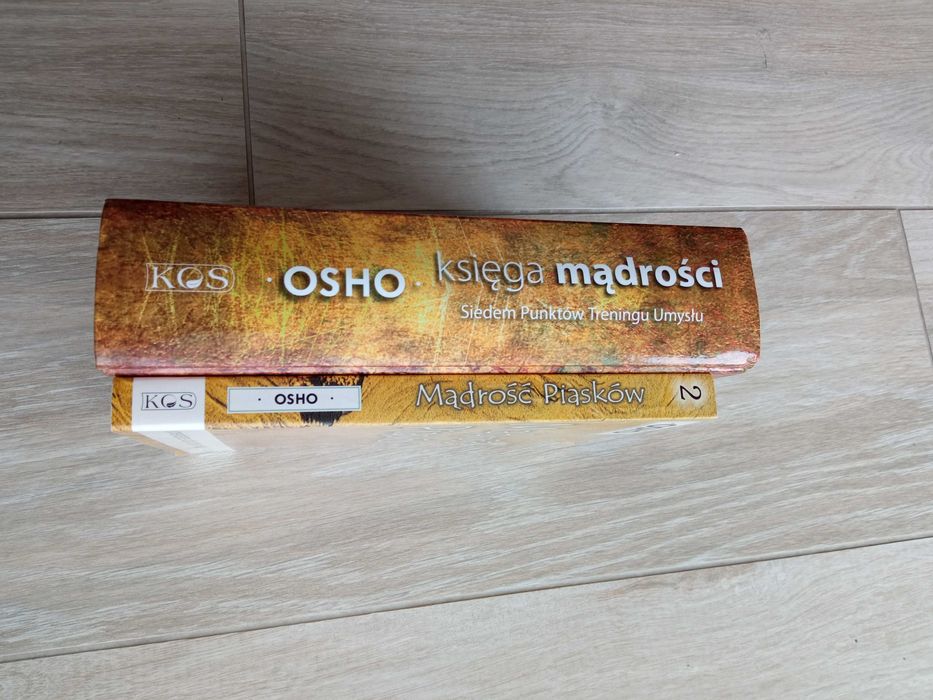 KOS · OSHO · księga mądrości
Siedem Punktów Treningu Umysłu
KOS · OSHO · Mądrość Piasków 2